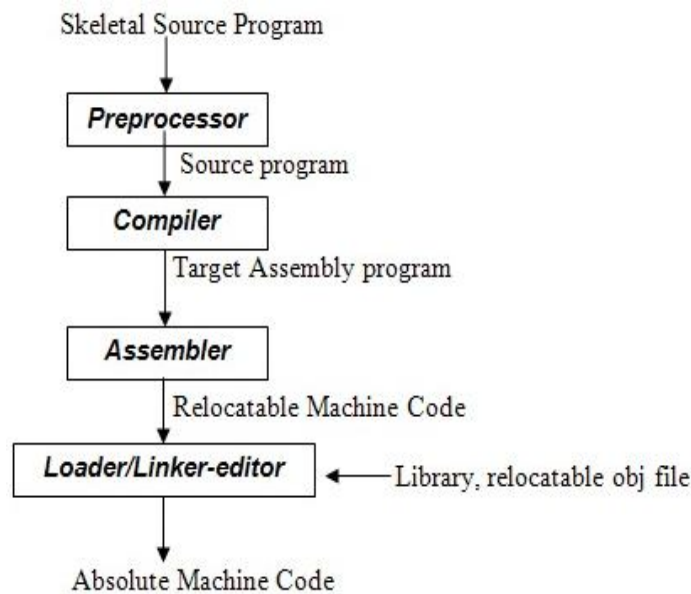 Skeletal Source Program
Preprocessor
Source program
Compiler
Target Assembly program
Assembler
Relocatable Machine Code
Loader/Linker-editor
Library, relocatable obj file
Absolute Machine Code